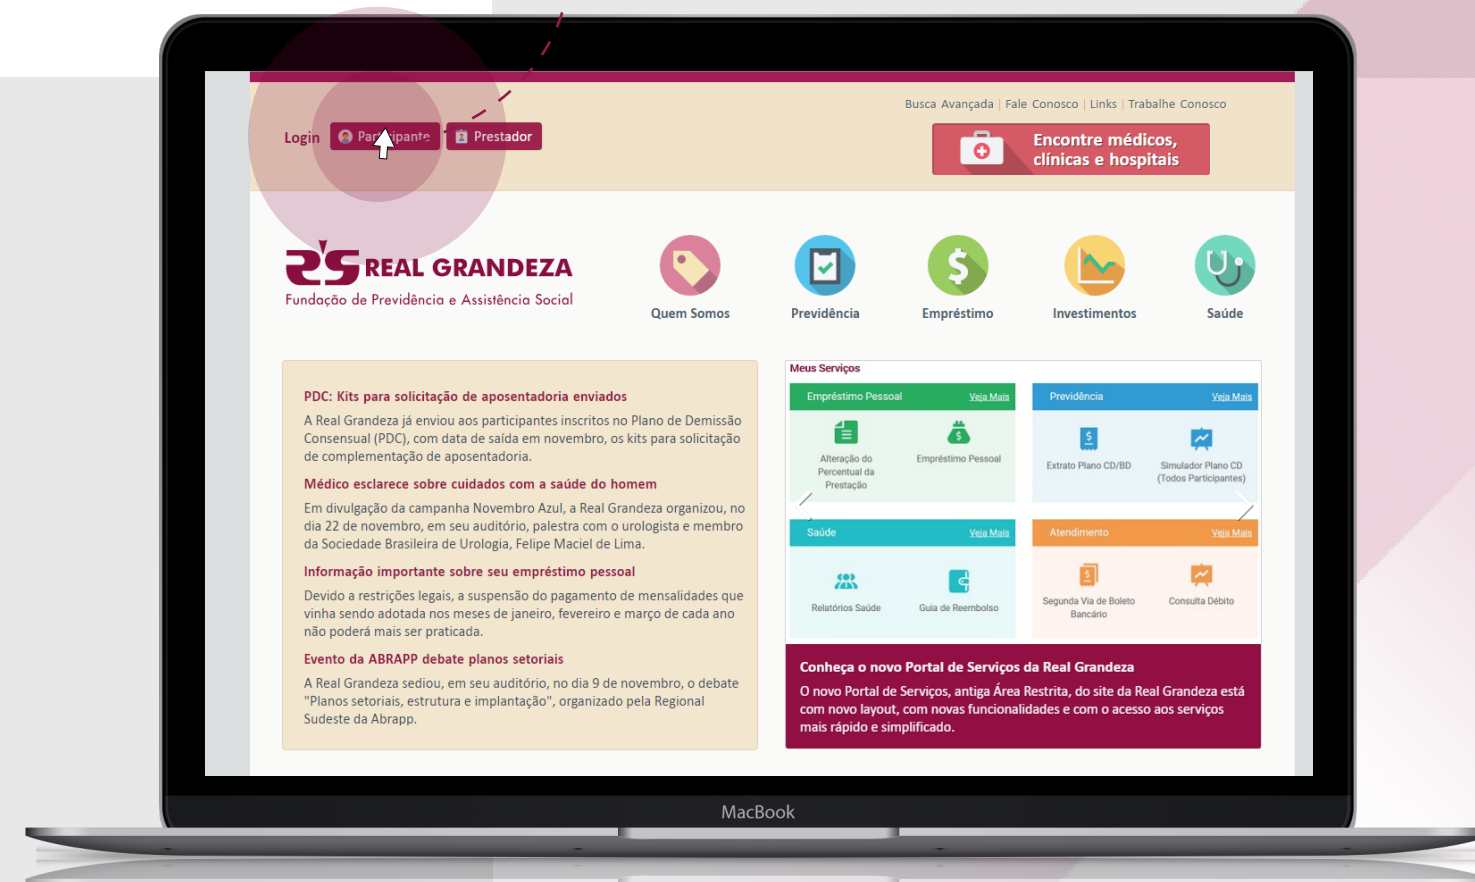 Busca Avançada | Fale Conosco | Links | Trabalhe Conosco
Login Participante Prestador
Encontre médicos,
clínicas e hospitais
REAL GRANDEZA
Fundação de Previdência e Assistência Social
Quem Somos
Previdência
Empréstimo
Investimentos
Saúde
PDC: Kits para solicitação de aposentadoria enviados
A Real Grandeza já enviou aos participantes inscritos no Plano de Demissão
Consensual (PDC), com data de saída em novembro, os kits para solicitação
de complementação de aposentadoria.
Médico esclarece sobre cuidados com a saúde do homem
Em divulgação da campanha Novembro Azul, a Real Grandeza organizou, no
dia 22 de novembro, em seu auditório, palestra com o urologista e membro
da Sociedade Brasileira de Urologia, Felipe Maciel de Lima.
Informação importante sobre seu empréstimo pessoal
Devido a restrições legais, a suspensão do pagamento de mensalidades que
vinha sendo adotada nos meses de janeiro, fevereiro e março de cada ano
não poderá mais ser praticada.
Evento da ABRAPP debate planos setoriais
A Real Grandeza sediou, em seu auditório, no dia 9 de novembro, o debate
"Planos setoriais, estrutura e implantação", organizado pela Regional
Sudeste da Abrapp.
Meus Serviços
Empréstimo Pessoal Veja Mais
Alteração do
Percentual da
Prestação
Empréstimo Pessoal
Previdência Veja Mais
Extrato Plano CD/BD
Simulador Plano CD
(Todos Participantes)
Saúde Veja Mais
Relatórios Saúde
Guia de Reembolso
Atendimento Veja Mais
Segunda Via de Boleto
Bancário
Consulta Débito
Conheça o novo Portal de Serviços da Real Grandeza
O novo Portal de Serviços, antiga Área Restrita, do site da Real Grandeza está
com novo layout, com novas funcionalidades e com o acesso aos serviços
mais rápido e simplificado.
MacBook